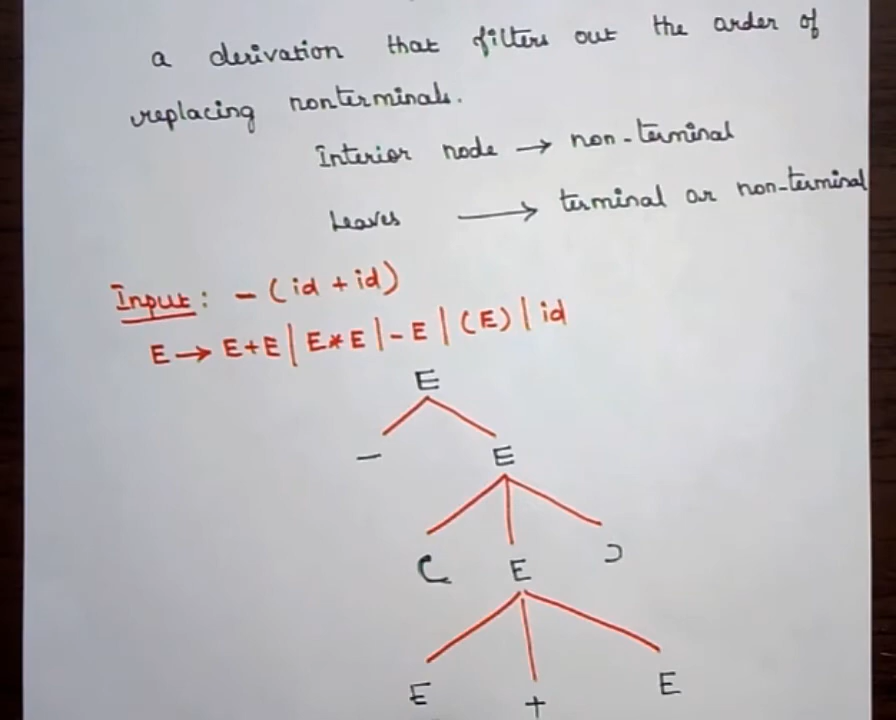 a derivation that filters out the order of
replacing nonterminals.
Interior node → non-terminal
Leaves → terminal or non-terminal
Input: - (id + id)
E → E+E | E*E | -E | (E) | id
E
- E
( E )
E + E